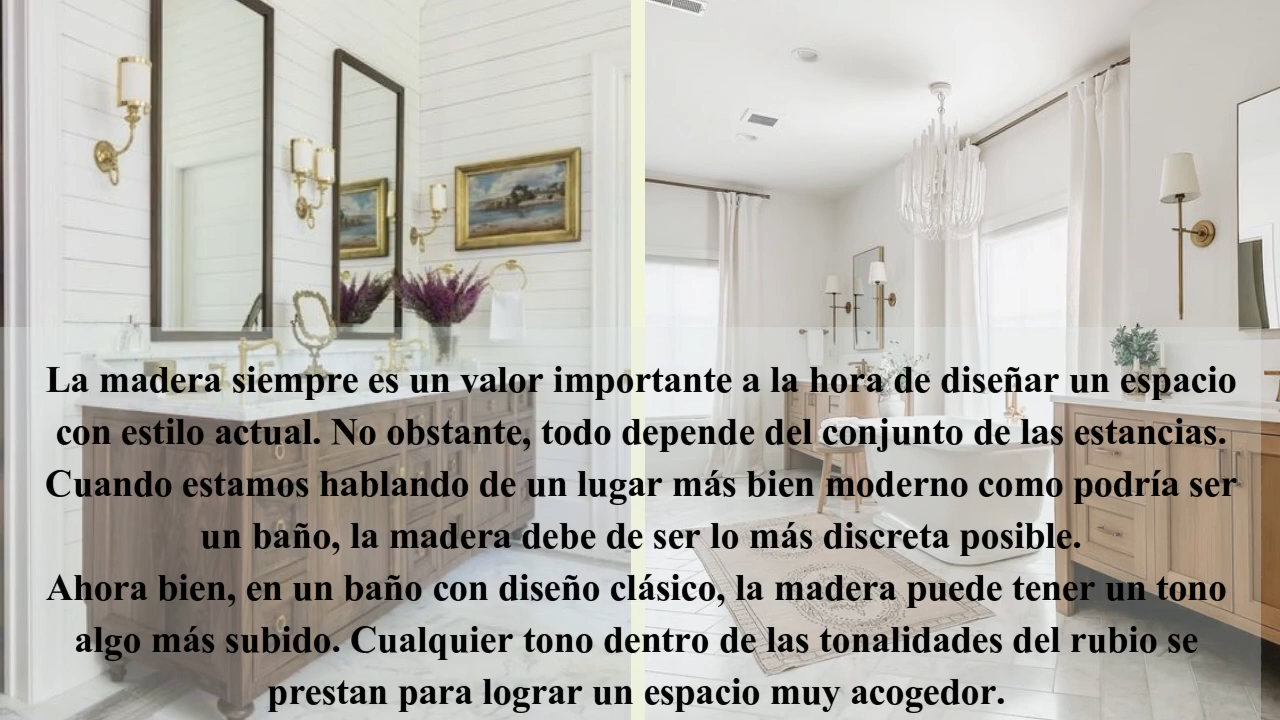 La madera siempre es un valor importante a la hora de diseñar un espacio
con estilo actual. No obstante, todo depende del conjunto de las estancias.
Cuando estamos hablando de un lugar más bien moderno como podría ser
un baño, la madera debe de ser lo más discreta posible.
Ahora bien, en un baño con diseño clásico, la madera puede tener un tono
algo más subido. Cualquier tono dentro de las tonalidades del rubio se
prestan para lograr un espacio muy acogedor.